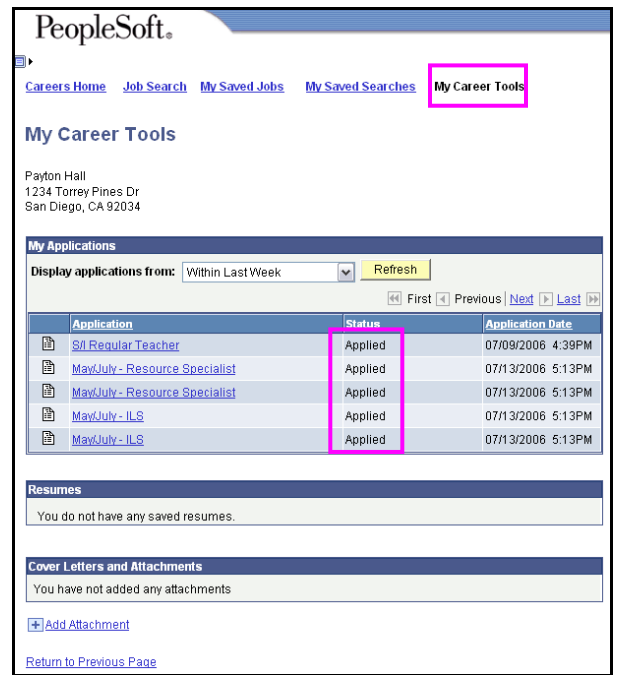 PeopleSoft®
Careers Home Job Search My Saved Jobs My Saved Searches My Career Tools
My Career Tools
Payton Hall
1234 Torrey Pines Dr
San Diego, CA 92034
My Applications
Display applications from: Within Last Week Refresh
First Previous | Next Last
Application Status Application Date
S/I Regular Teacher Applied 07/09/2006 4:39PM
May/July - Resource Specialist Applied 07/13/2006 5:13PM
May/July - Resource Specialist Applied 07/13/2006 5:13PM
May/July - ILS Applied 07/13/2006 5:13PM
May/July - ILS Applied 07/13/2006 5:13PM
Resumes
You do not have any saved resumes.
Cover Letters and Attachments
You have not added any attachments
Add Attachment
Return to Previous Page